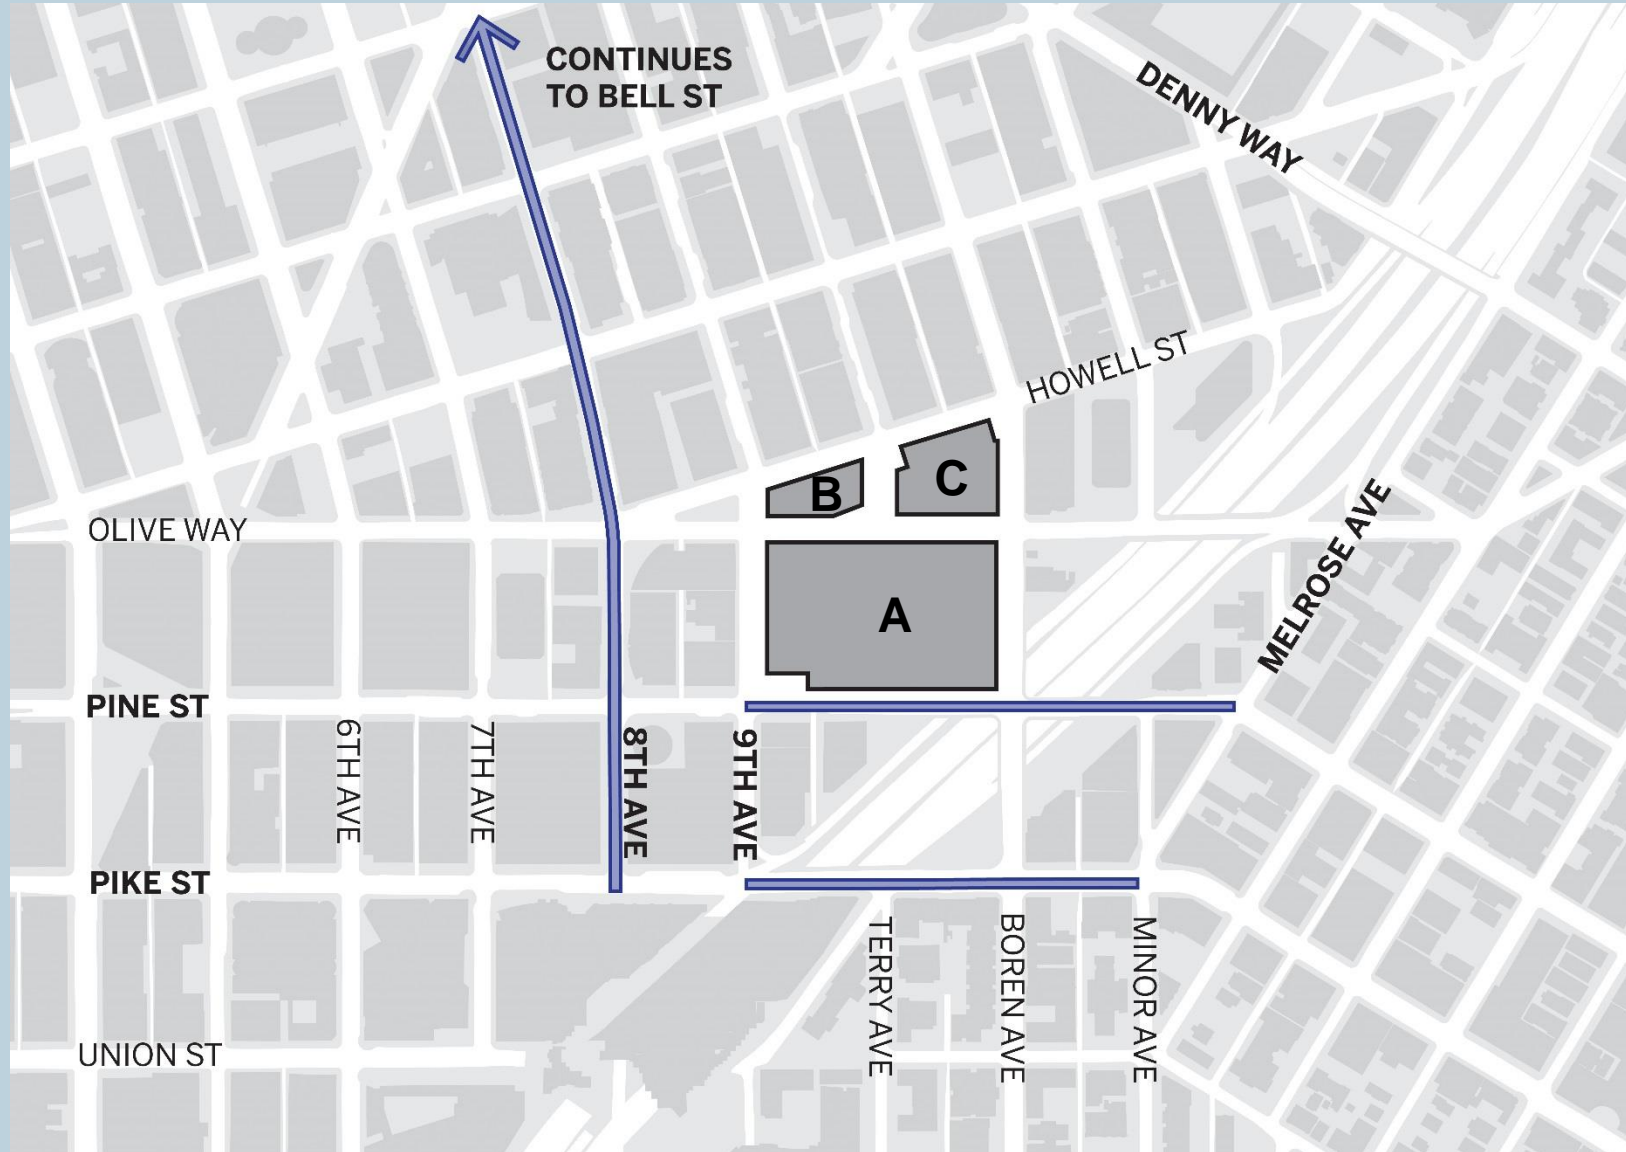 CONTINUES
TO BELL ST
DENNY WAY
HOWELL ST
B
C
OLIVE WAY
MELROSE AVE
A
PINE ST
6TH AVE
7TH AVE
8TH AVE
9TH AVE
PIKE ST
TERRY AVE
BOREN AVE
MINOR AVE
UNION ST